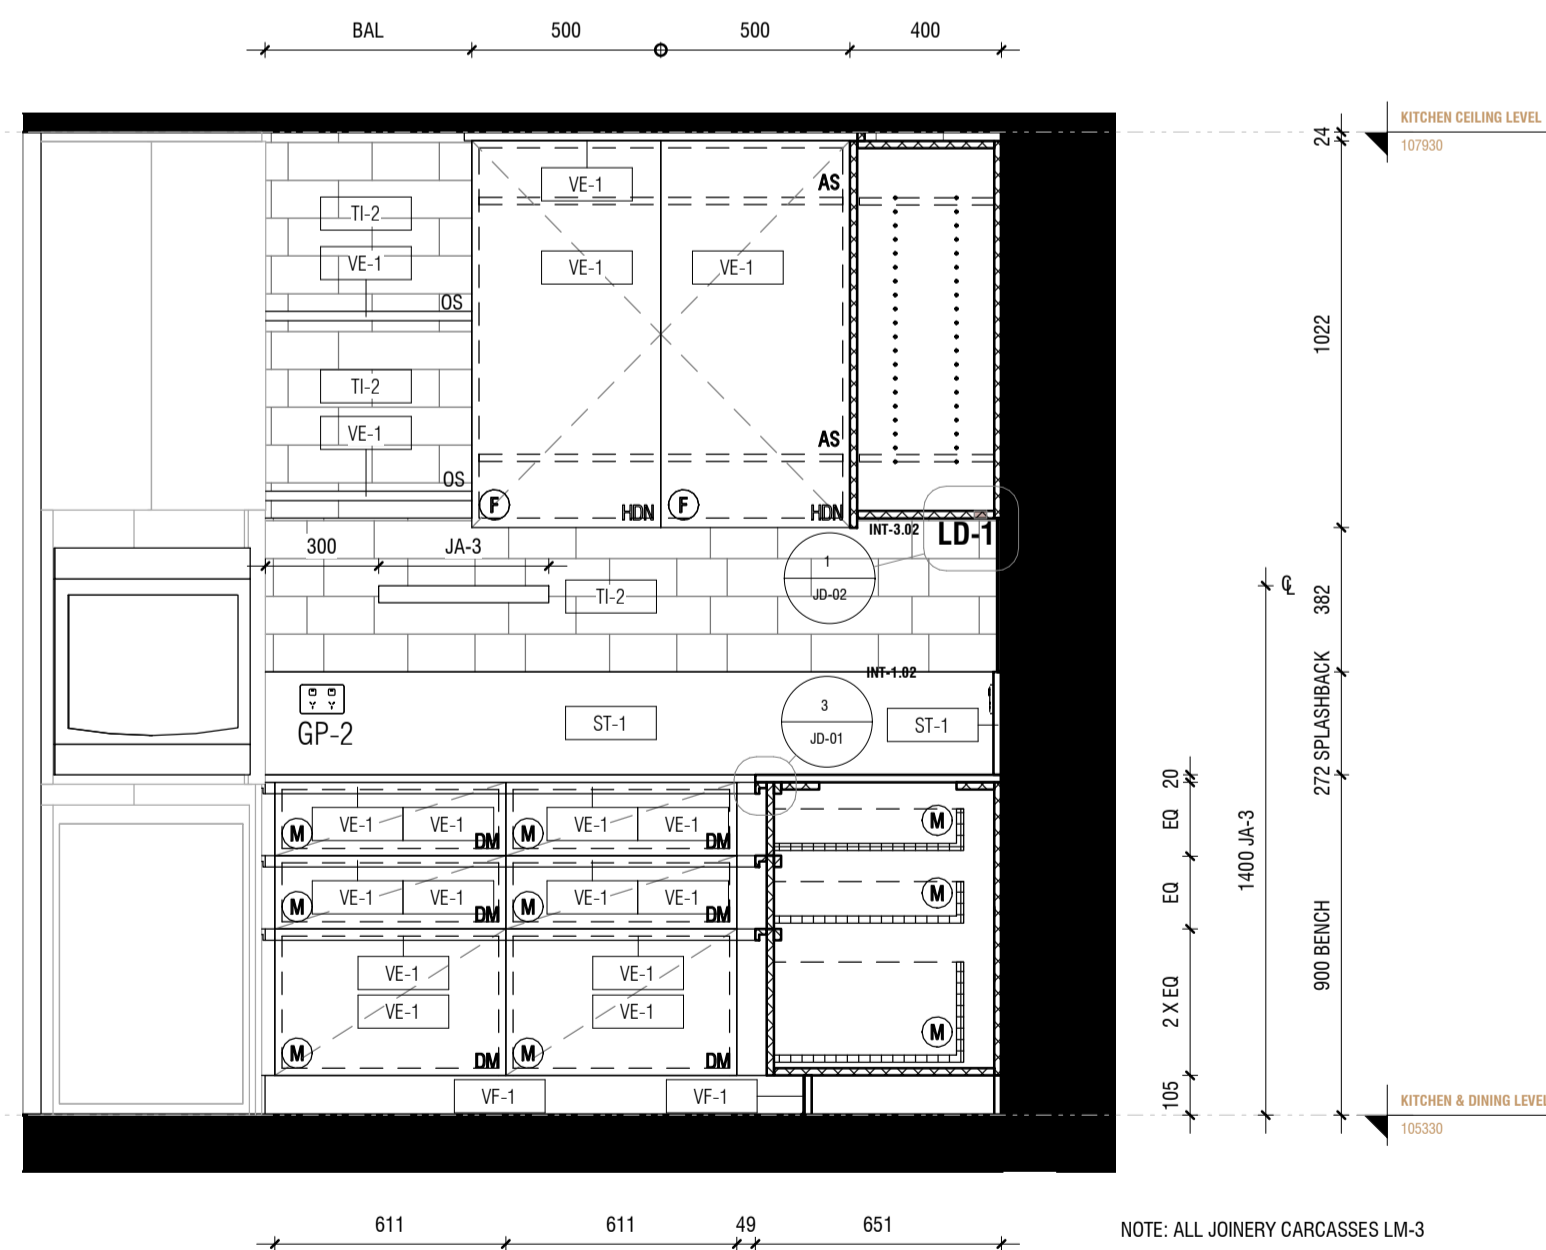 BAL 500 500 400
KITCHEN CEILING LEVEL
107930
24
VE-1 AS
TI-2
VE-1 VE-1 VE-1
OS
1022
TI-2
VE-1 AS
OS
F HDN F HDN
INT-3.02 LD-1
300 JA-3
1
JD-02
TI-2
℄
382
INT-1.02
272 SPLASHBACK
GP-2 ST-1
3
JD-01
ST-1
20
M VE-1 VE-1 DM M VE-1 VE-1 DM M
EQ
1400 JA-3
M VE-1 VE-1 DM M VE-1 VE-1 DM M
EQ
900 BENCH
VE-1 VE-1
VE-1 VE-1
2 X EQ
M DM M DM M
VF-1 VF-1
105
KITCHEN & DINING LEVEL
105330
611 611 49 651
NOTE: ALL JOINERY CARCASSES LM-3